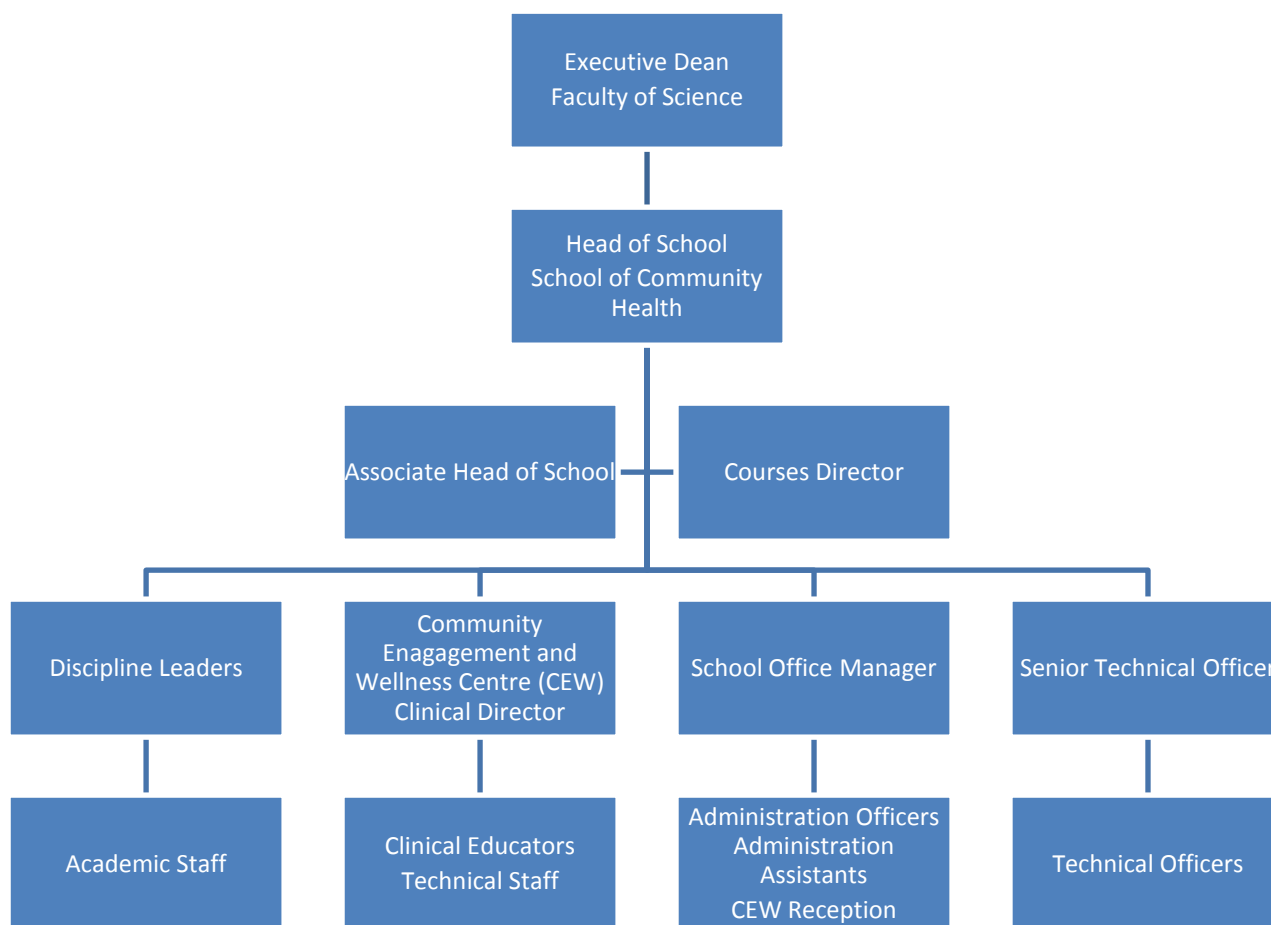 Executive Dean
Faculty of Science
Head of School
School of Community
Health
Associate Head of School
Courses Director
Discipline Leaders
Community
Enagagement and
Wellness Centre (CEW)
Clinical Director
School Office Manager
Senior Technical Officer
Academic Staff
Clinical Educators
Technical Staff
Administration Officers
Administration
Assistants
CEW Reception
Technical Officers